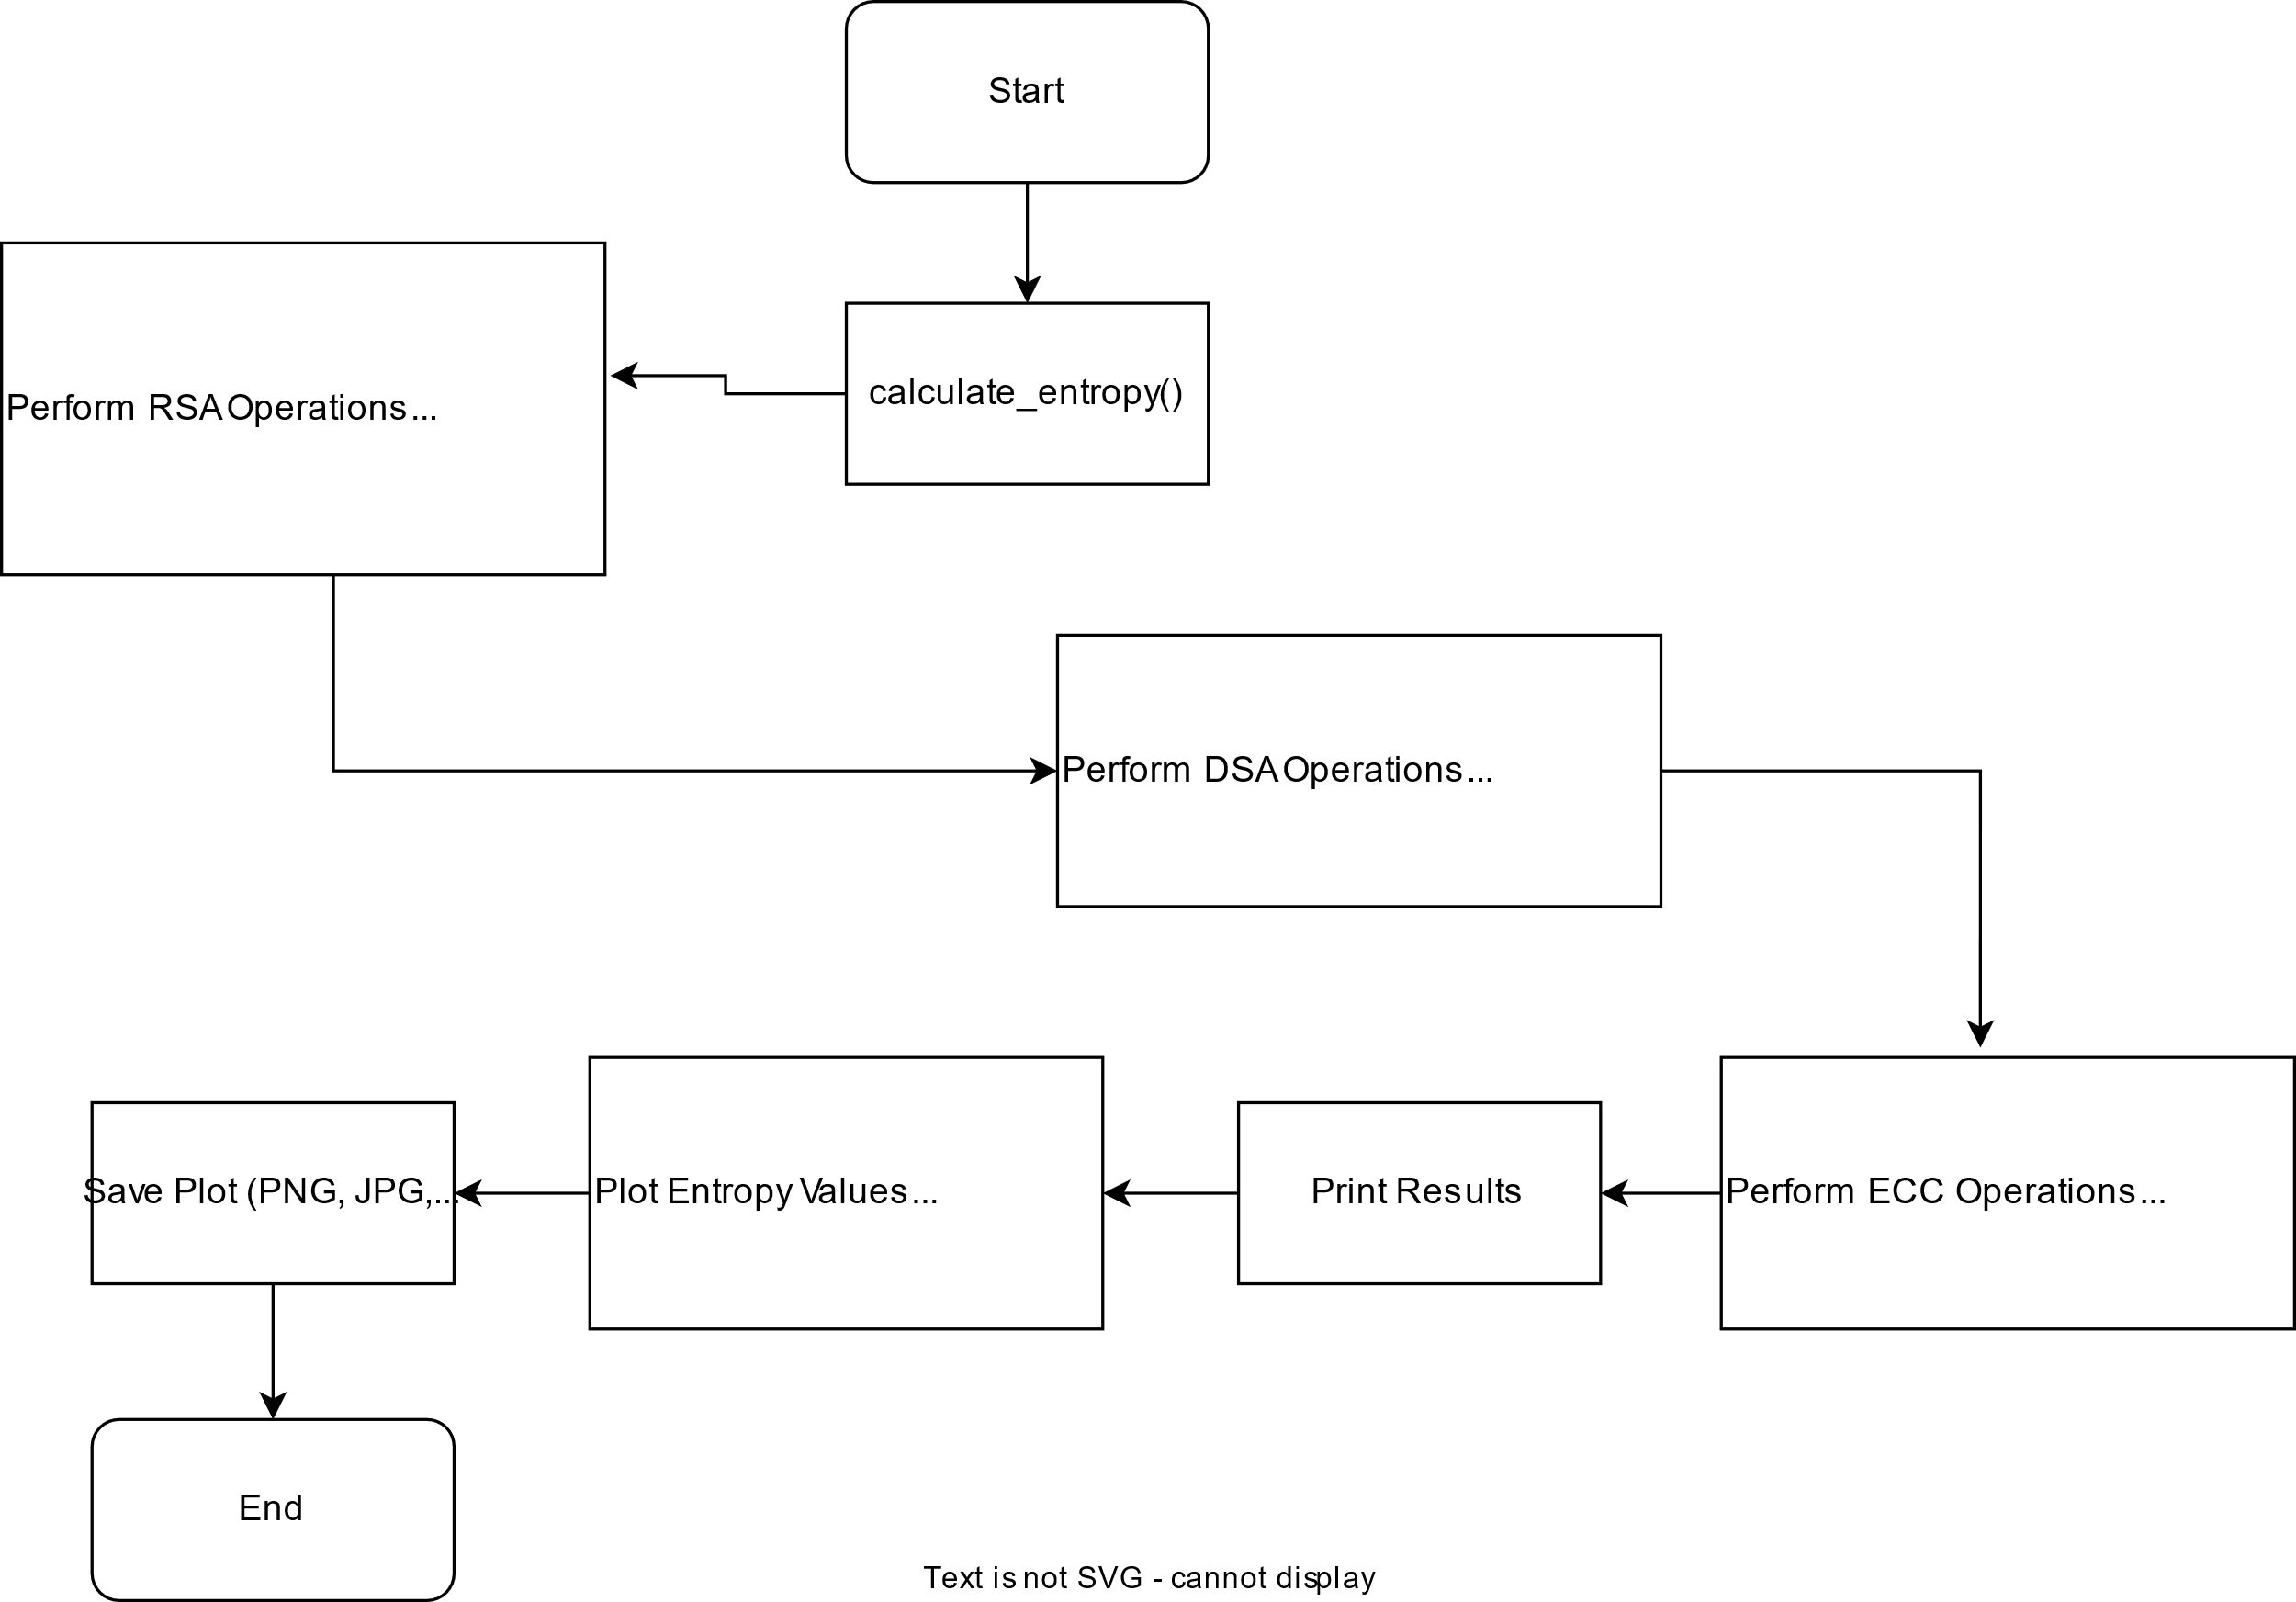 Start
calculate_entropy()
Perform RSA Operations...
Perform DSA Operations...
Perform ECC Operations...
Print Results
Plot Entropy Values...
Save Plot (PNG, JPG,...
End
Text is not SVG - cannot display